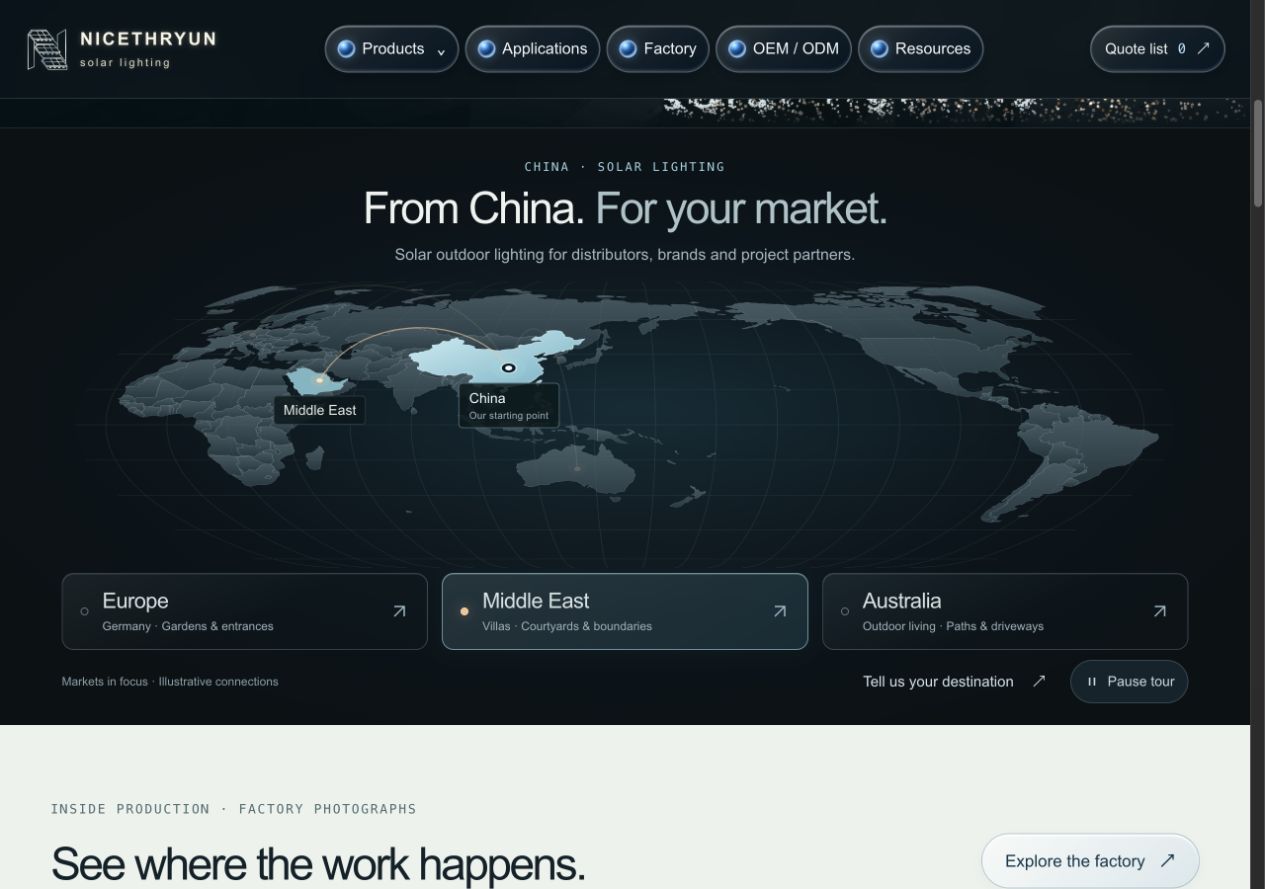 NICETHRYUN
solar lighting
Products
Applications
Factory
OEM / ODM
Resources
Quote list 0 ↗
CHINA · SOLAR LIGHTING
From China. For your market.
Solar outdoor lighting for distributors, brands and project partners.
Middle East
China
Our starting point
Europe
Germany · Gardens & entrances
Middle East
Villas · Courtyards & boundaries
Australia
Outdoor living · Paths & driveways
Markets in focus · Illustrative connections
Tell us your destination ↗
Pause tour
INSIDE PRODUCTION · FACTORY PHOTOGRAPHS
See where the work happens.
Explore the factory ↗